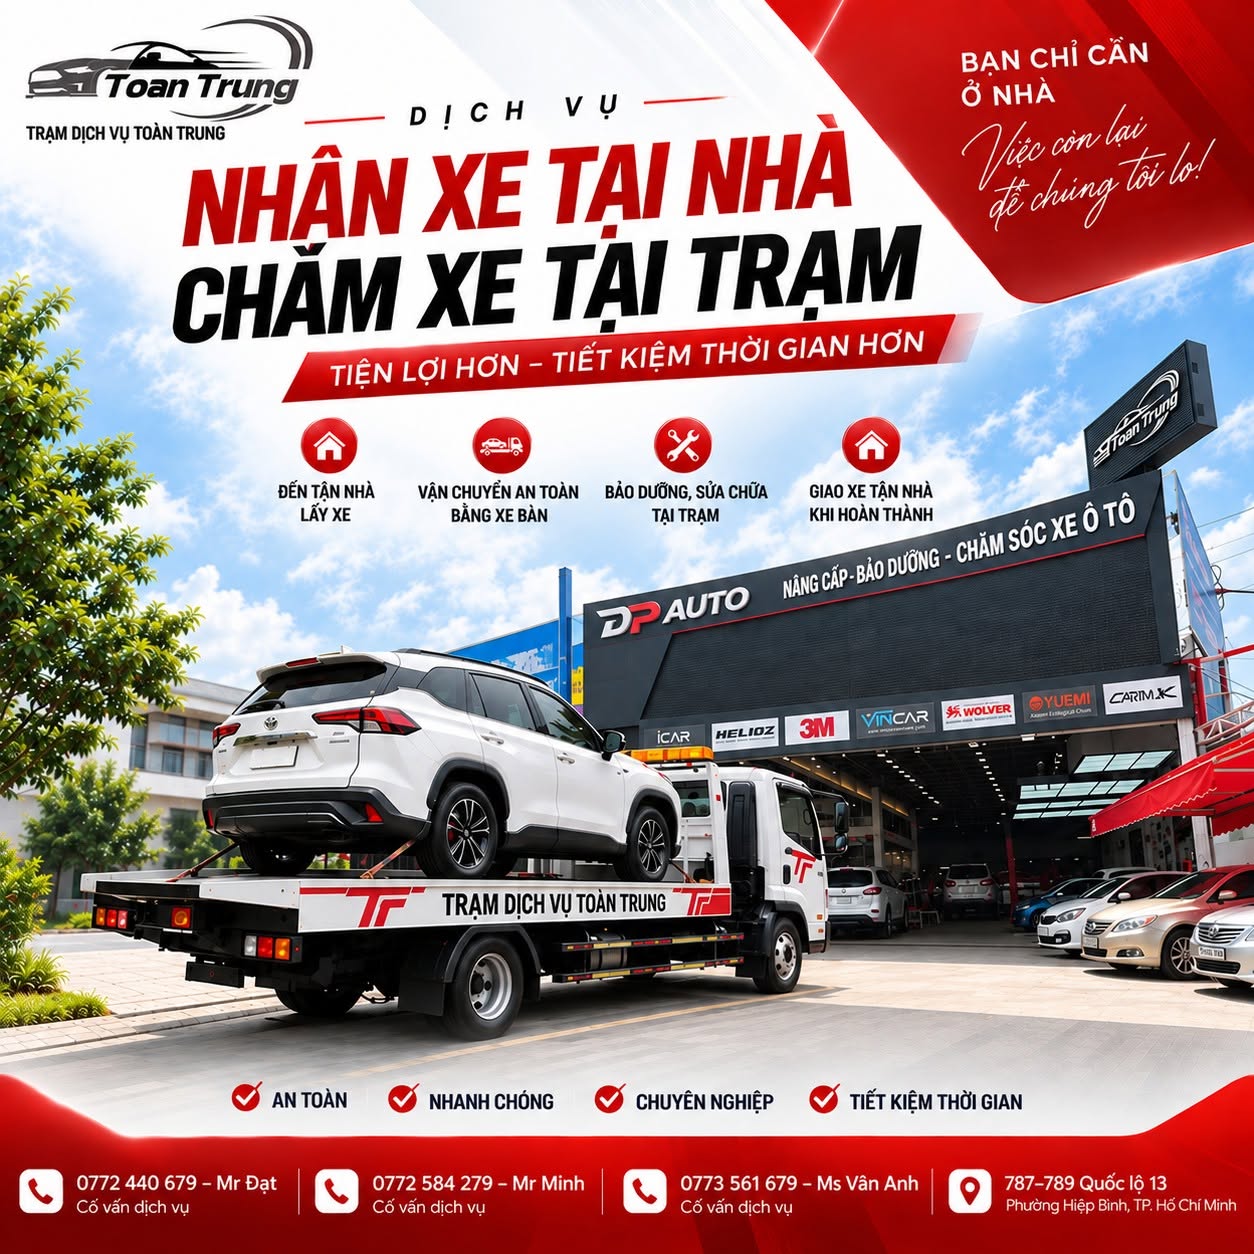 Toan Trung
TRẠM DỊCH VỤ TOÀN TRUNG
BẠN CHỈ CẦN
Ở NHÀ
Việc còn lại
để chúng tôi lo!
DỊCH VỤ
NHẬN XE TẠI NHÀ
CHĂM XE TẠI TRẠM
TIỆN LỢI HƠN – TIẾT KIỆM THỜI GIAN HƠN
ĐẾN TẬN NHÀ
LẤY XE
VẬN CHUYỂN AN TOÀN
BẰNG XE BÀN
BẢO DƯỠNG, SỬA CHỮA
TẠI TRẠM
GIAO XE TẬN NHÀ
KHI HOÀN THÀNH
Toan Trung
DP AUTO
NÂNG CẤP - BẢO DƯỠNG - CHĂM SÓC XE Ô TÔ
iCAR
HELIOZ
3M
VINCAR
WOLVER
YUEMI
CARIMAX
TRẠM DỊCH VỤ TOÀN TRUNG
AN TOÀN
NHANH CHÓNG
CHUYÊN NGHIỆP
TIẾT KIỆM THỜI GIAN
0772 440 679 – Mr Đạt
Cố vấn dịch vụ
0772 584 279 – Mr Minh
Cố vấn dịch vụ
0773 561 679 – Ms Vân Anh
Cố vấn dịch vụ
787–789 Quốc lộ 13
Phường Hiệp Bình, TP. Hồ Chí Minh